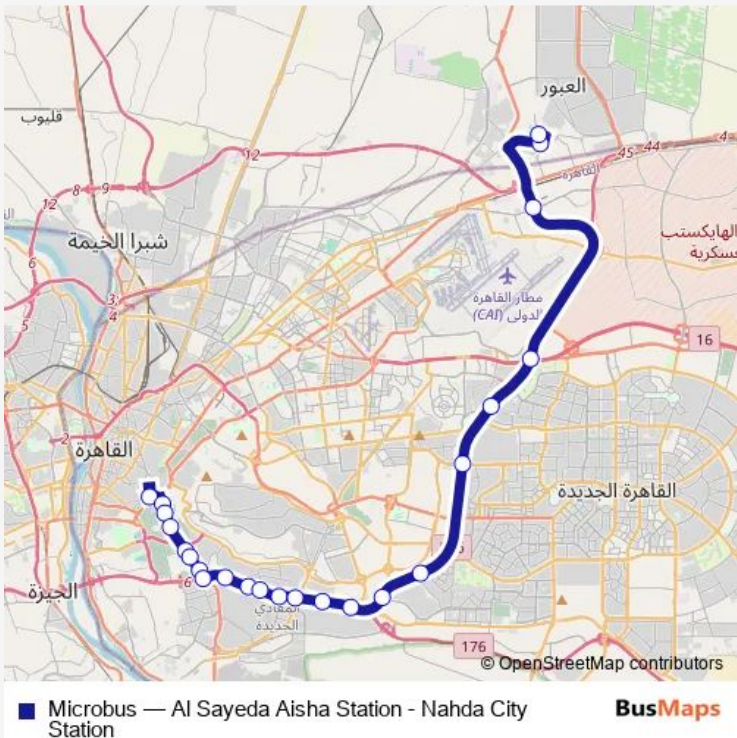 العبور
قليوب
4
45
44
12
القاهرة
8
9
12
شبرا الخيمة
الهايكستب
عسكرية
6
5
3
4
مطار القاهرة
الدولي (CAI)
16
2
القاهرة
القاهرة الجديدة
الجيزة
6
المعادي
الجديدة
176
© OpenStreetMap contributors
Microbus — Al Sayeda Aisha Station - Nahda City
Station
BusMaps